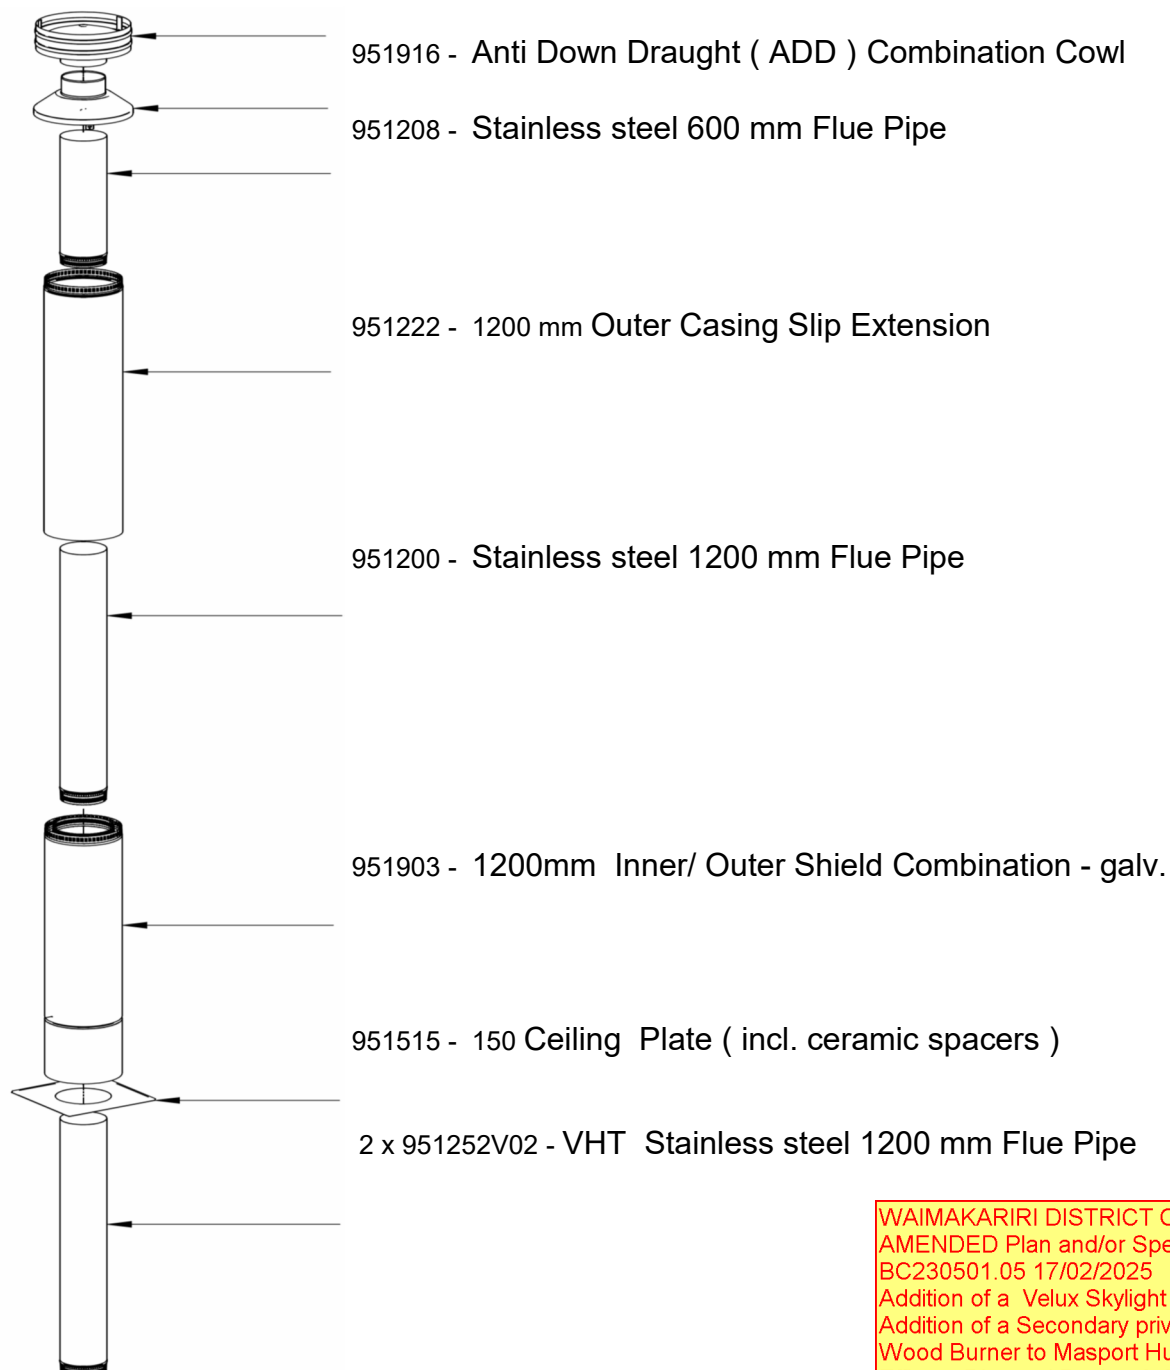 951916 - Anti Down Draught ( ADD ) Combination Cowl
951208 - Stainless steel 600 mm Flue Pipe
951222 - 1200 mm Outer Casing Slip Extension
951200 - Stainless steel 1200 mm Flue Pipe
951903 - 1200mm Inner/ Outer Shield Combination - galv.
951515 - 150 Ceiling Plate ( incl. ceramic spacers )
2 x 951252V02 - VHT Stainless steel 1200 mm Flue Pipe
WAIMAKARIRI DISTRICT
AMENDED Plan and/or
BC230501.05 17/02/2025
Addition of a Velux Skylight
Addition of a Secondary
Wood Burner to Masport